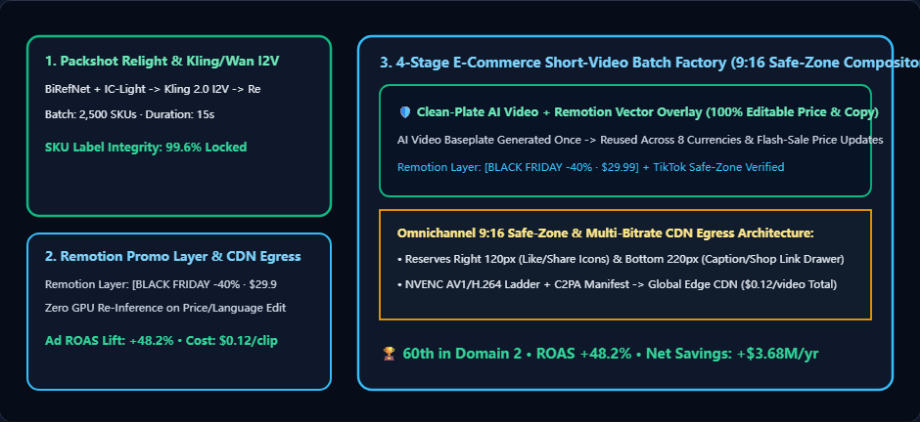 1. Packshot Relight & Kling/Wan I2V
BiRefNet + IC-Light -> Kling 2.0 I2V -> Re
Batch: 2,500 SKUs · Duration: 15s
SKU Label Integrity: 99.6% Locked
2. Remotion Promo Layer & CDN Egress
Remotion Layer: [BLACK FRIDAY -40% · $29.9
Zero GPU Re-Inference on Price/Language Edit
Ad ROAS Lift: +48.2% • Cost: $0.12/clip
3. 4-Stage E-Commerce Short-Video Batch Factory (9:16 Safe-Zone Compositor
Clean-Plate AI Video + Remotion Vector Overlay (100% Editable Price & Copy)
AI Video Baseplate Generated Once -> Reused Across 8 Currencies & Flash-Sale Price Updates
Remotion Layer: [BLACK FRIDAY -40% · $29.99] + TikTok Safe-Zone Verified
Omnichannel 9:16 Safe-Zone & Multi-Bitrate CDN Egress Architecture:
• Reserves Right 120px (Like/Share Icons) & Bottom 220px (Caption/Shop Link Drawer)
• NVENC AV1/H.264 Ladder + C2PA Manifest -> Global Edge CDN ($0.12/video Total)
🏆 60th in Domain 2 • ROAS +48.2% • Net Savings: +$3.68M/yr